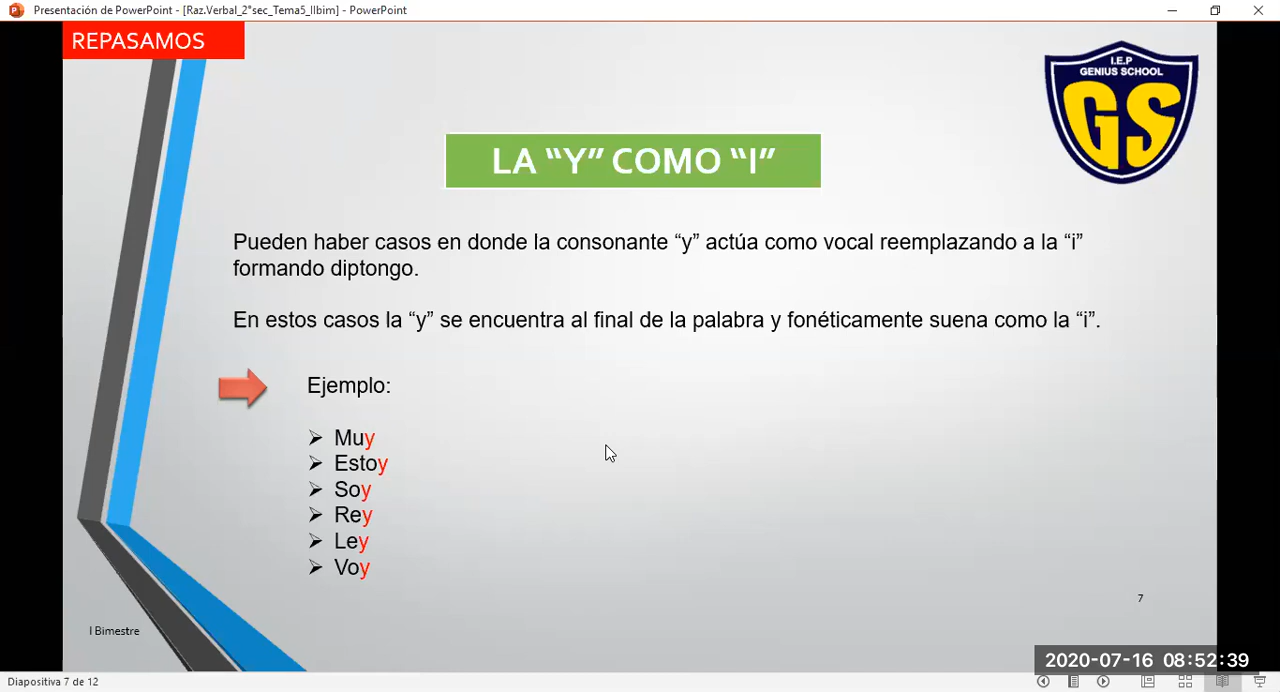 Presentación de PowerPoint - [Raz.Verbal_2°sec_Tema5_IIbim] - PowerPoint
REPASAMOS
I.E.P
GENIUS SCHOOL
GS
LA “Y” COMO “I”
Pueden haber casos en donde la consonante “y” actúa como vocal reemplazando a la “i”
formando diptongo.
En estos casos la “y” se encuentra al final de la palabra y fonéticamente suena como la “i”.
Ejemplo:
Muy
Estoy
Soy
Rey
Ley
Voy
7
I Bimestre
2020-07-16 08:52:39
Diapositiva 7 de 12